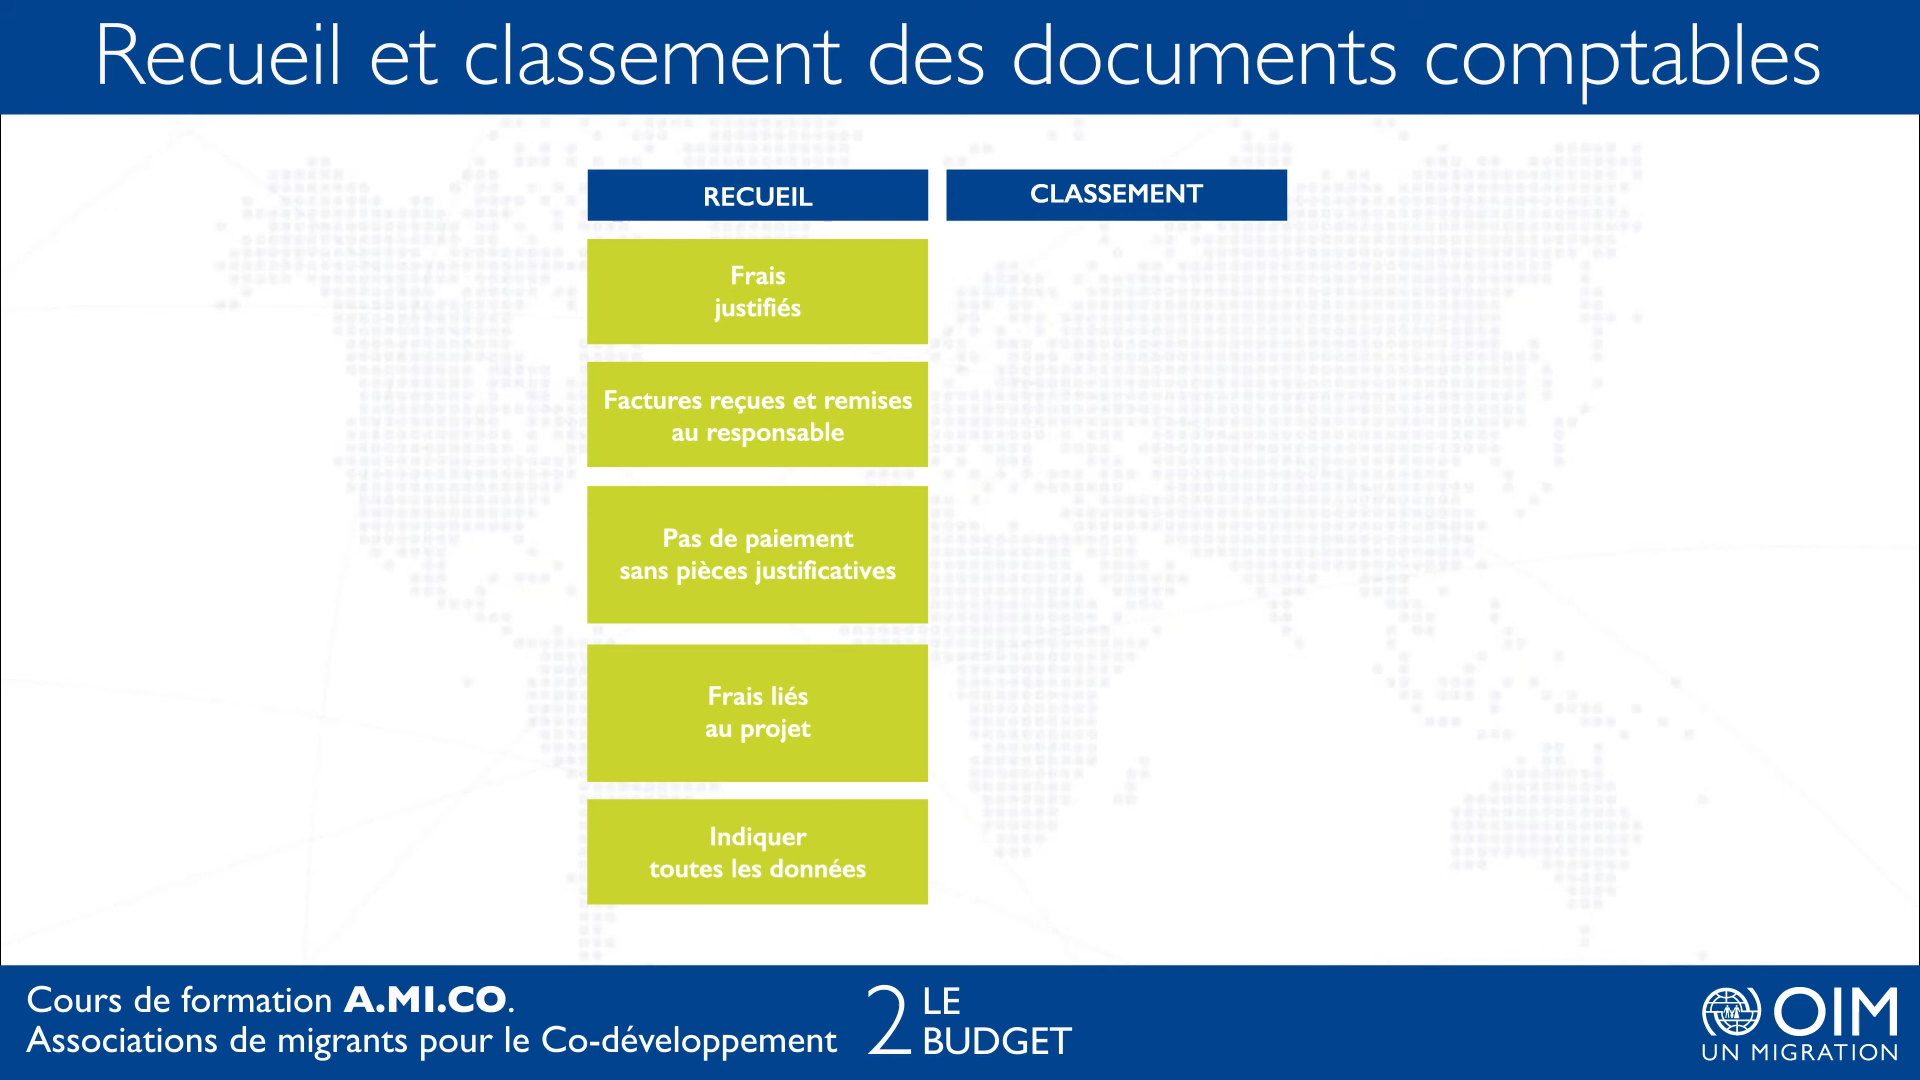 Recueil et classement des documents comptables
RECUEIL
CLASSEMENT
Frais
justifiés
Factures reçues et remises
au responsable
Pas de paiement
sans pièces justificatives
Frais liés
au projet
Indiquer
toutes les données
Cours de formation A.MI.CO.
Associations de migrants pour le Co-développement
2 LE
BUDGET
OIM
UN MIGRATION